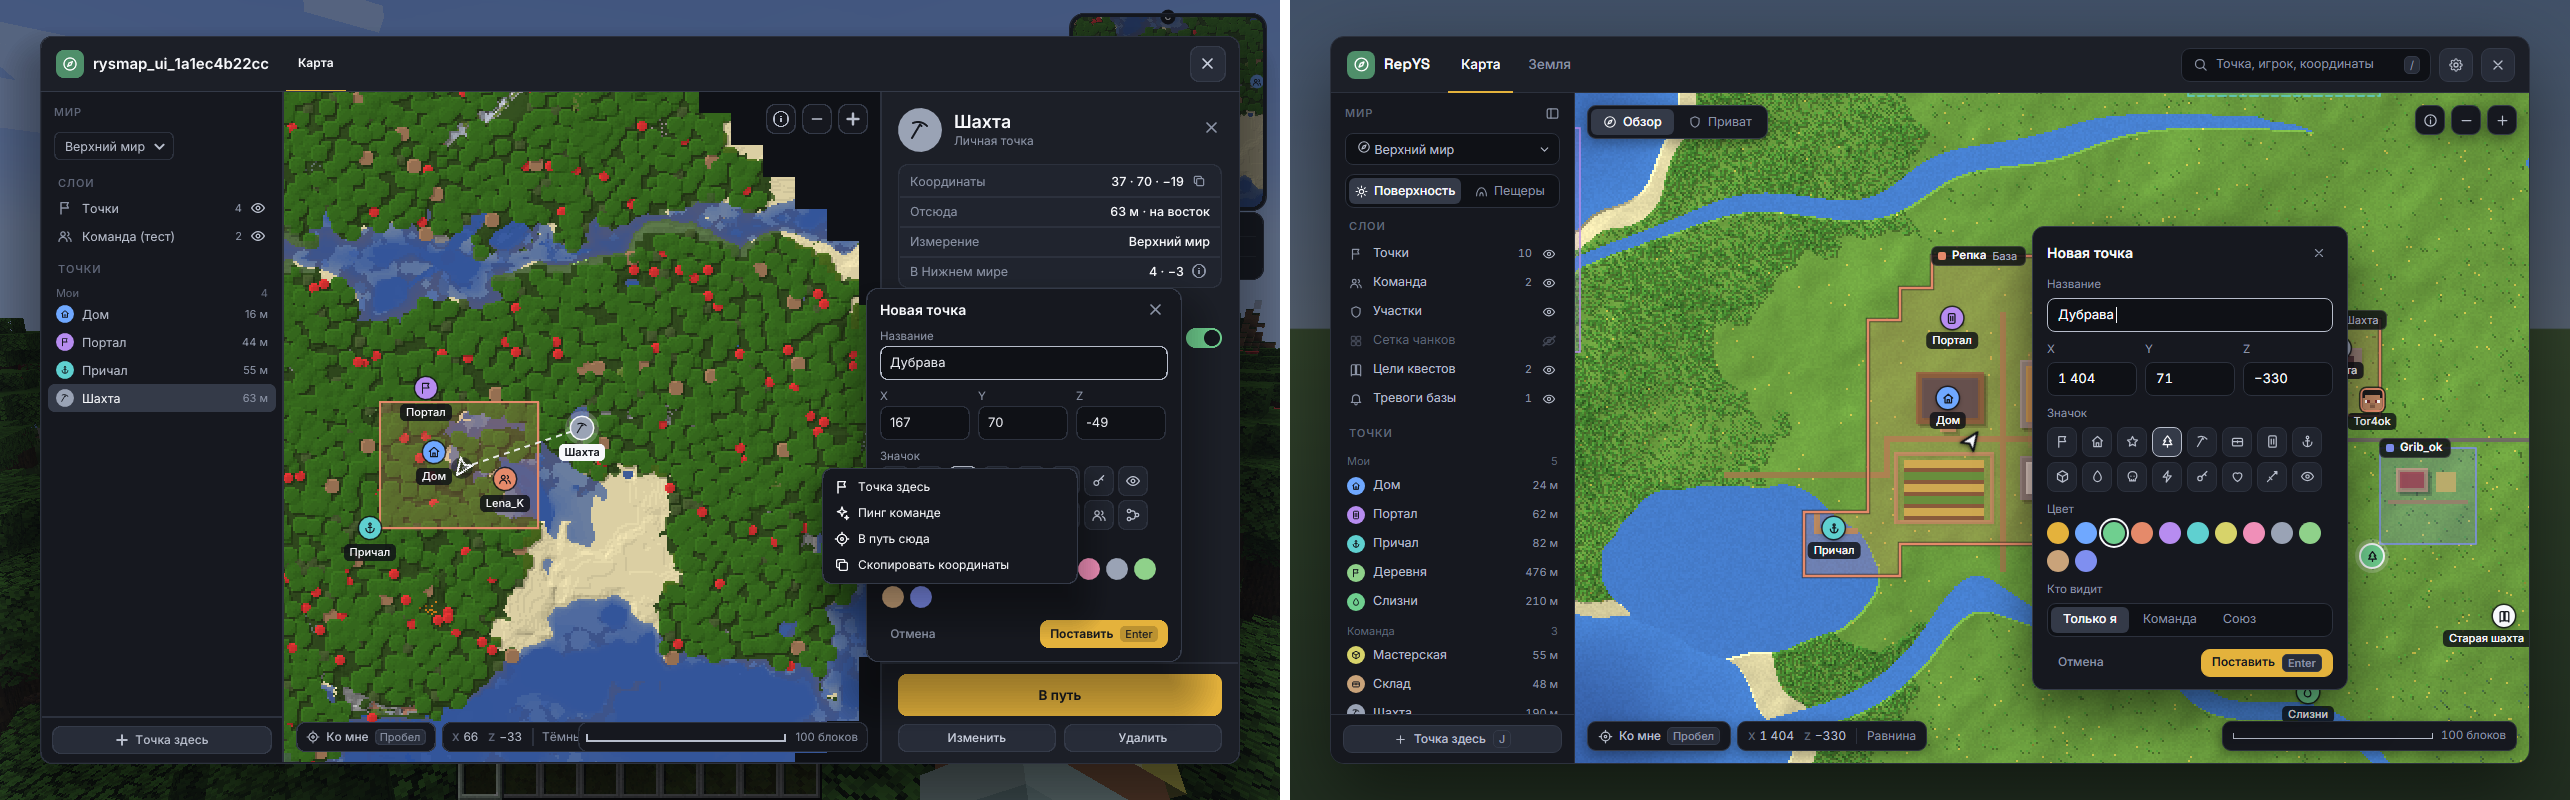 rysmap_ui_1a1ec4b22cc
Карта
МИР
Верхний мир
СЛОИ
Точки 4
Команда (тест) 2
ТОЧКИ
Мои 4
Дом 16 м
Портал 44 м
Причал 55 м
Шахта 63 м
Точка здесь
Портал
Дом
Шахта
Lena_K
Причал
Ко мне Пробел
X 66 Z −33 Тёмн
100 блоков
Шахта
Личная точка
Координаты 37 · 70 · −19
Отсюда 63 м · на восток
Измерение Верхний мир
В Нижнем мире 4 · −3
Новая точка
Название
Дубрава
X Y Z
167 70 -49
Значок
Точка здесь
Пинг команде
В путь сюда
Скопировать координаты
Отмена
Поставить Enter
В путь
Изменить
Удалить
RepYS
Карта
Земля
Точка, игрок, координаты /
МИР
Верхний мир
Поверхность
Пещеры
СЛОИ
Точки 10
Команда 2
Участки
Сетка чанков
Цели квестов 2
Тревоги базы 1
ТОЧКИ
Мои 5
Дом 24 м
Портал 62 м
Причал 82 м
Деревня 476 м
Слизни 210 м
Команда 3
Мастерская 55 м
Склад 48 м
Шахта 190 м
Точка здесь J
Обзор
Приват
Репка База
Портал
Дом
Причал
Шахта
та
Tor4ok
Grib_ok
Старая шахта
Слизни
Ко мне Пробел
X 1 404 Z −330 Равнина
100 блоков
Новая точка
Название
Дубрава
X Y Z
1 404 71 −330
Значок
Цвет
Кто видит
Только я
Команда
Союз
Отмена
Поставить Enter